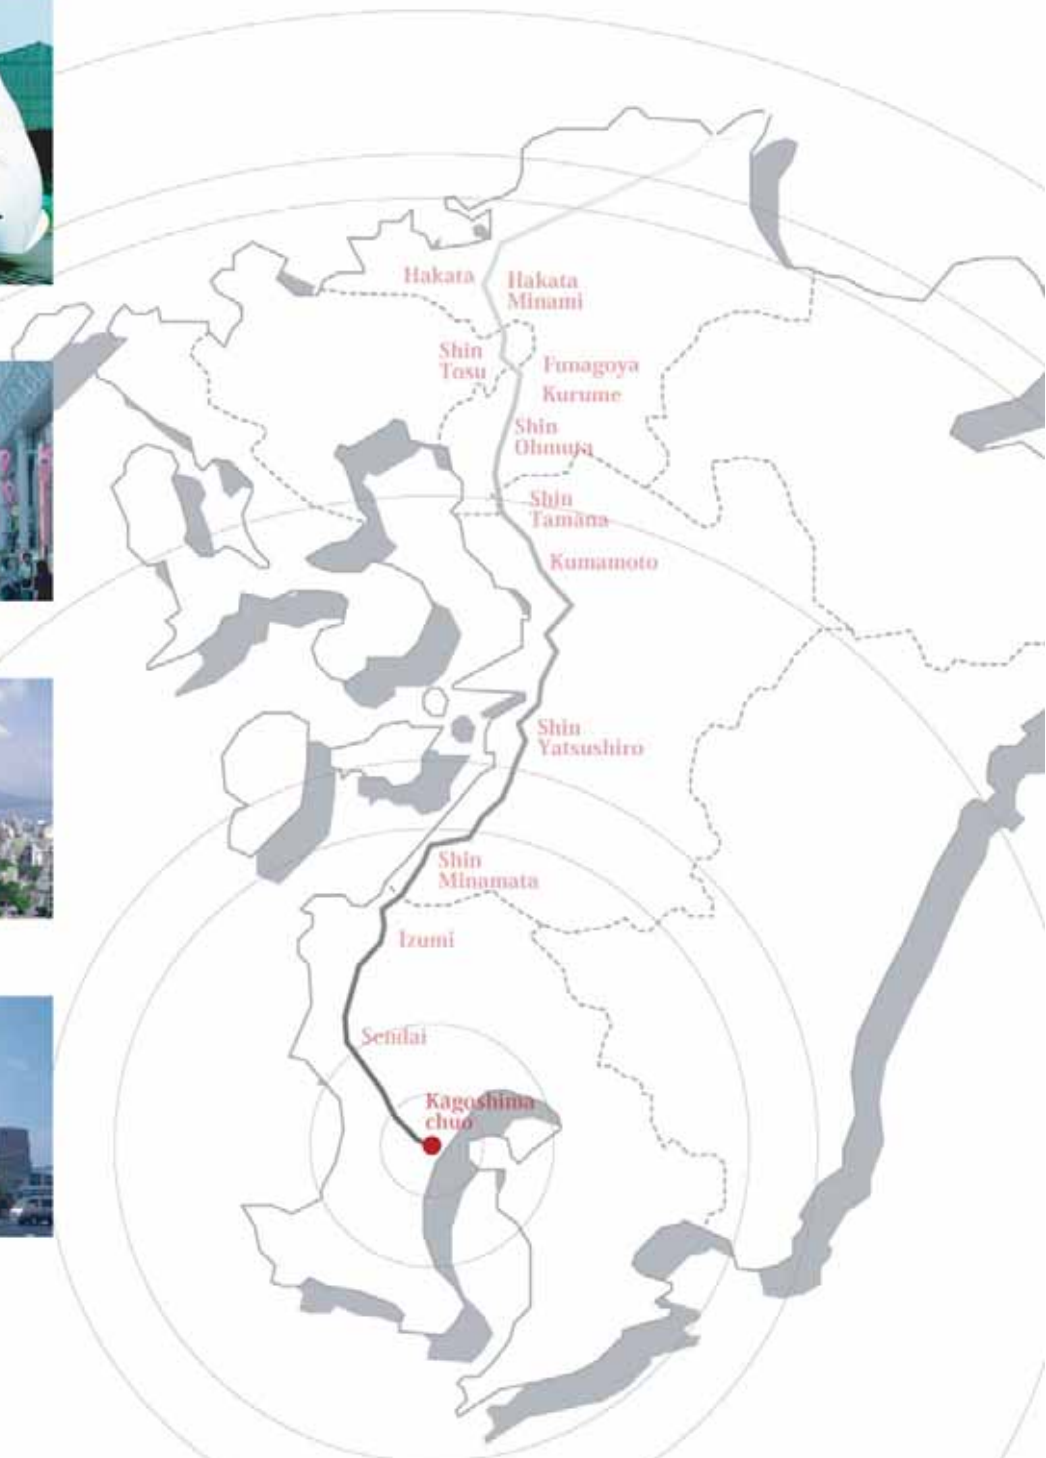 Hakata
Hakata
Minami
Shin
Tosu
Funagoya
Kurume
Shin
Ohmuta
Shin
Tamana
Kumamoto
Shin
Yatsushiro
Shin
Minamata
Izumi
Sendai
Kagoshima
chuo